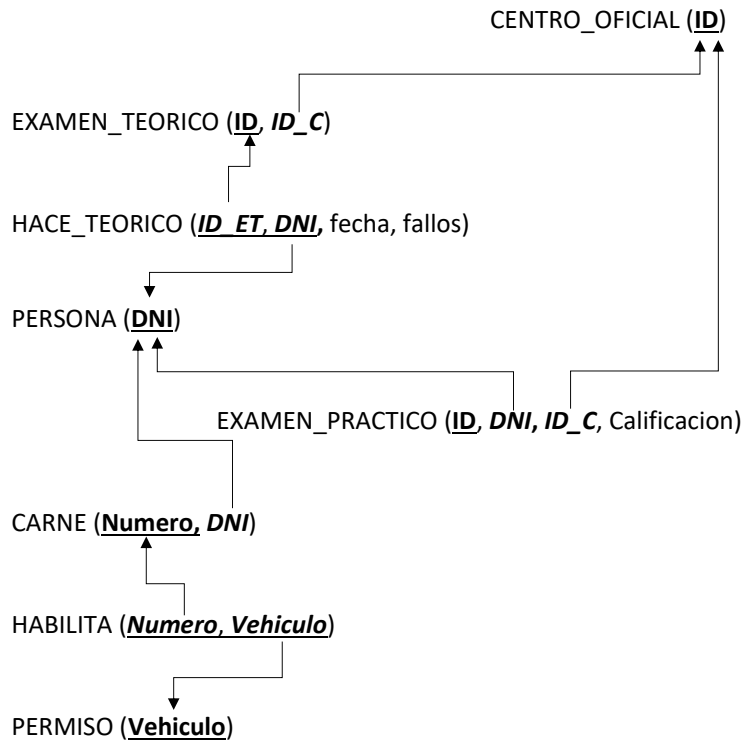 CENTRO_OFICIAL (ID)
EXAMEN_TEORICO (ID, ID_C)
HACE_TEORICO (ID_ET, DNI, fecha, fallos)
PERSONA (DNI)
EXAMEN_PRACTICO (ID, DNI, ID_C, Calificacion)
CARNE (Numero, DNI)
HABILITA (Numero, Vehiculo)
PERMISO (Vehiculo)